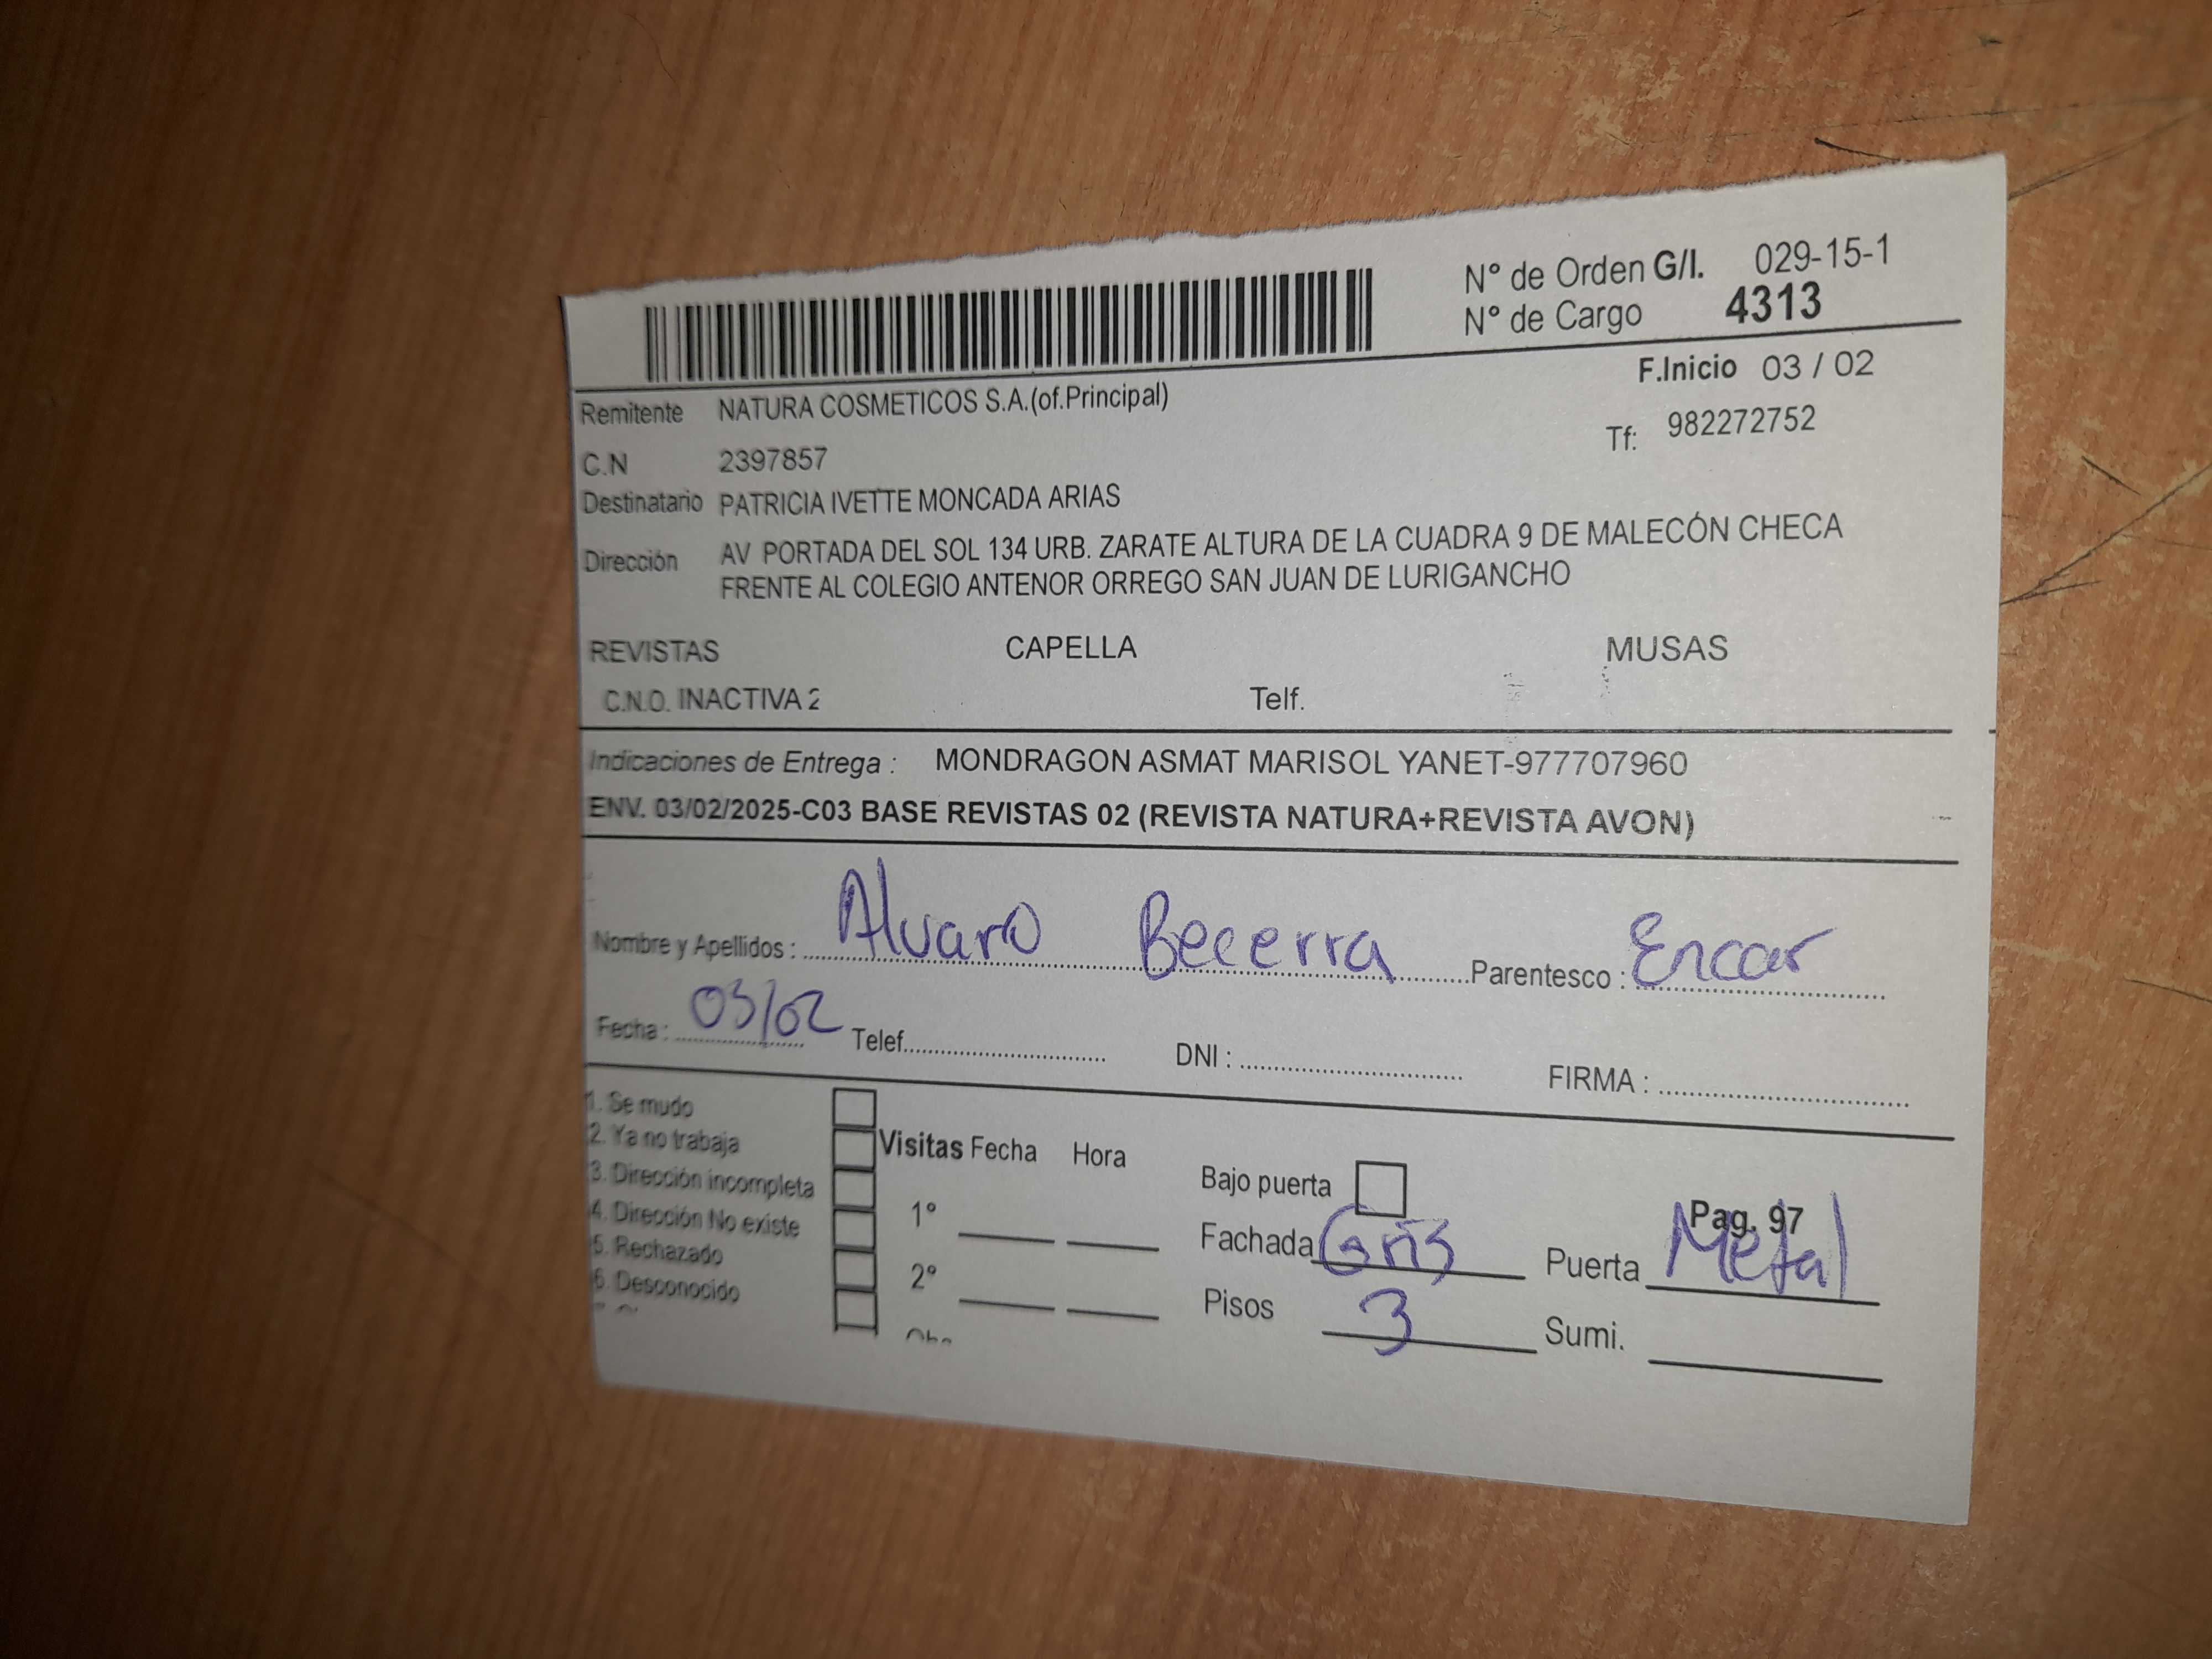 N° de Orden G/I. 029-15-1
N° de Cargo 4313
F.Inicio 03 / 02
Remitente NATURA COSMETICOS S.A.(of.Principal)
Tf: 982272752
C.N 2397857
Destinatario PATRICIA IVETTE MONCADA ARIAS
Dirección AV PORTADA DEL SOL 134 URB. ZARATE ALTURA DE LA CUADRA 9 DE MALECÓN CHECA
FRENTE AL COLEGIO ANTENOR ORREGO SAN JUAN DE LURIGANCHO
REVISTAS CAPELLA MUSAS
C.N.O. INACTIVA 2 Telf.
Indicaciones de Entrega : MONDRAGON ASMAT MARISOL YANET-977707960
ENV. 03/02/2025-C03 BASE REVISTAS 02 (REVISTA NATURA+REVISTA AVON)
Nombre y Apellidos : Alvaro Becerra Parentesco : Encar
Fecha : 03/02 Telef. DNI : FIRMA :
1. Se mudo
2. Ya no trabaja
3. Dirección incompleta
4. Dirección No existe
5. Rechazado
6. Desconocido
Visitas Fecha Hora
1°
2°
Bajo puerta
Pag. 97
Fachada Gris Puerta Metal
Pisos 3 Sumi.